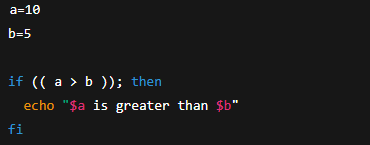 a=10
b=5
if (( a > b )); then
echo "$a is greater than $b"
fi